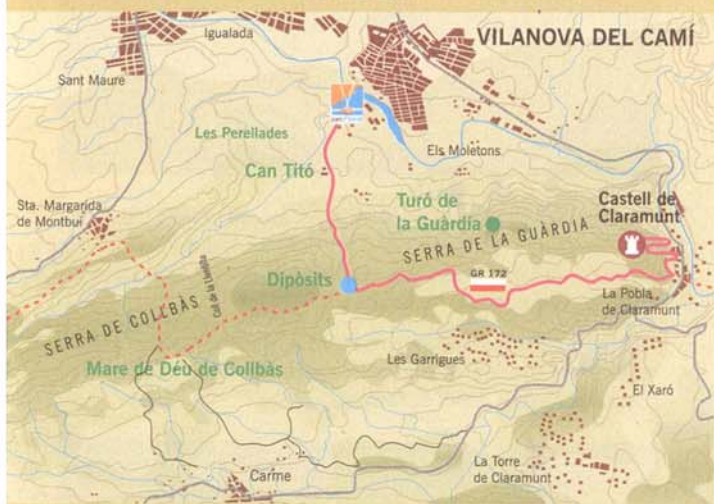 Igualada
VILANOVA DEL CAMÍ
Sant Maure
Les Perellades
Els Moletons
Can Titó
Sta. Margarida
de Montbui
Turó de
la Guàrdia
Castell de
Claramunt
SERRA DE LA GUÀRDIA
Dipòsits
GR 172
La Pobla
de Claramunt
SERRA DE COLLBÀS
Les Garrigues
Mare de Déu de Collbàs
El Xaró
La Torre
de Claramunt
Carme